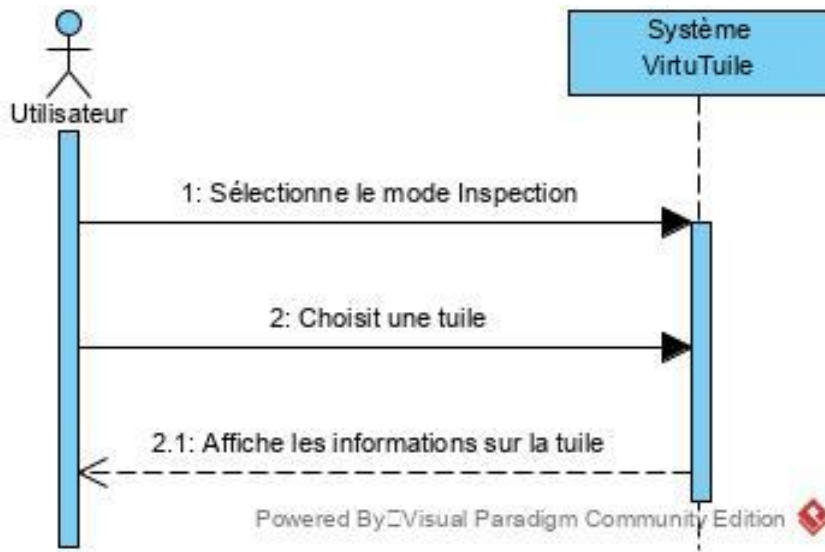 Système
VirtuTuile
Utilisateur
1: Sélectionne le mode Inspection
2: Choisit une tuile
2.1: Affiche les informations sur la tuile
Powered By□Visual Paradigm Community Edition